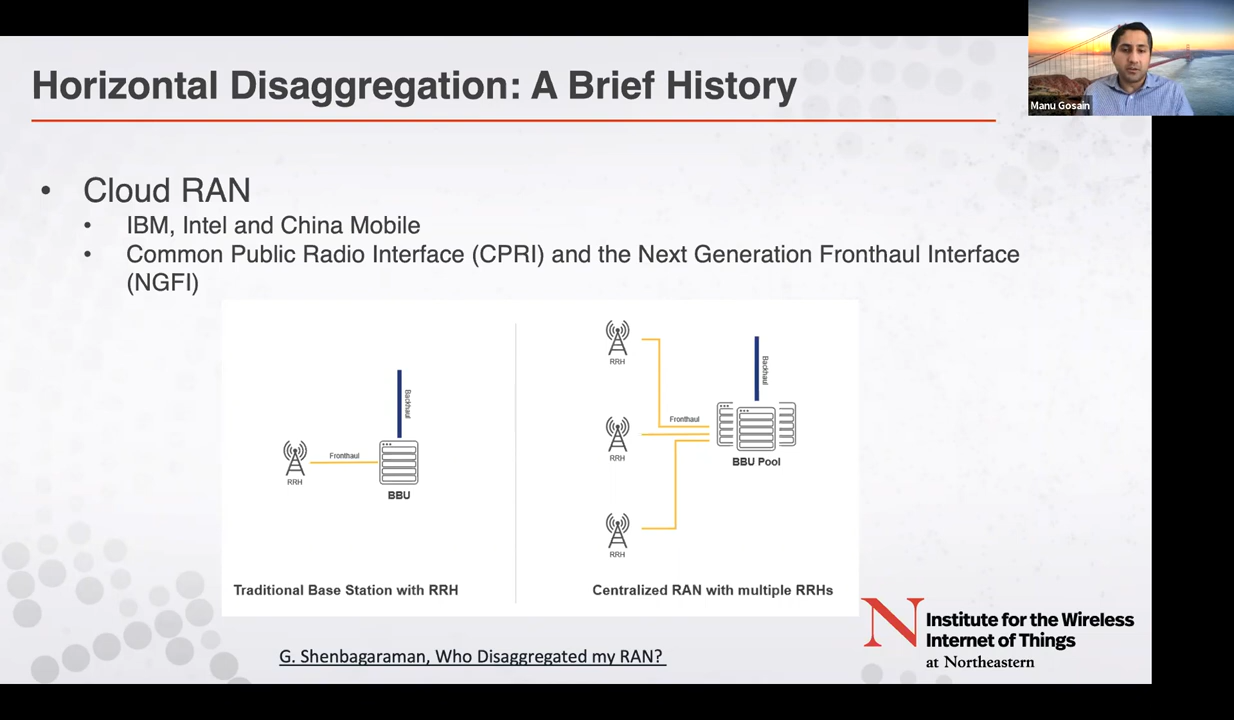 Horizontal Disaggregation: A Brief History
Manu Gosain
• Cloud RAN
• IBM, Intel and China Mobile
• Common Public Radio Interface (CPRI) and the Next Generation Fronthaul Interface
(NGFI)
Backhaul
Fronthaul
RRH
BBU
Traditional Base Station with RRH
RRH
Backhaul
Fronthaul
RRH
BBU Pool
RRH
Centralized RAN with multiple RRHs
G. Shenbagaraman, Who Disaggregated my RAN?
N
Institute for the Wireless
Internet of Things
at Northeastern